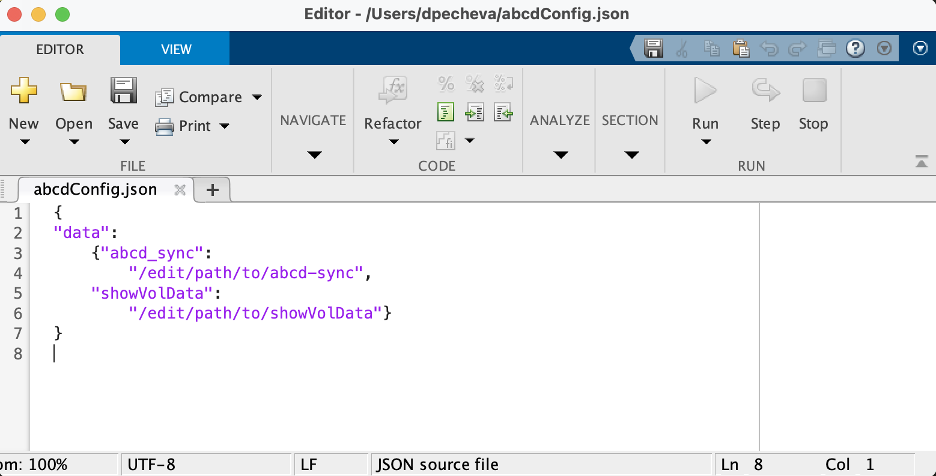 Editor - /Users/dpecheva/abcdConfig.json
EDITOR VIEW
New Open Save Compare Print
FILE
NAVIGATE
Refactor
CODE
ANALYZE
SECTION
Run Step Stop
RUN
abcdConfig.json
1 {
2 "data":
3 {"abcd_sync":
4 "/edit/path/to/abcd-sync",
5 "showVolData":
6 "/edit/path/to/showVolData"}
7 }
8
om: 100% UTF-8 LF JSON source file Ln 8 Col 1